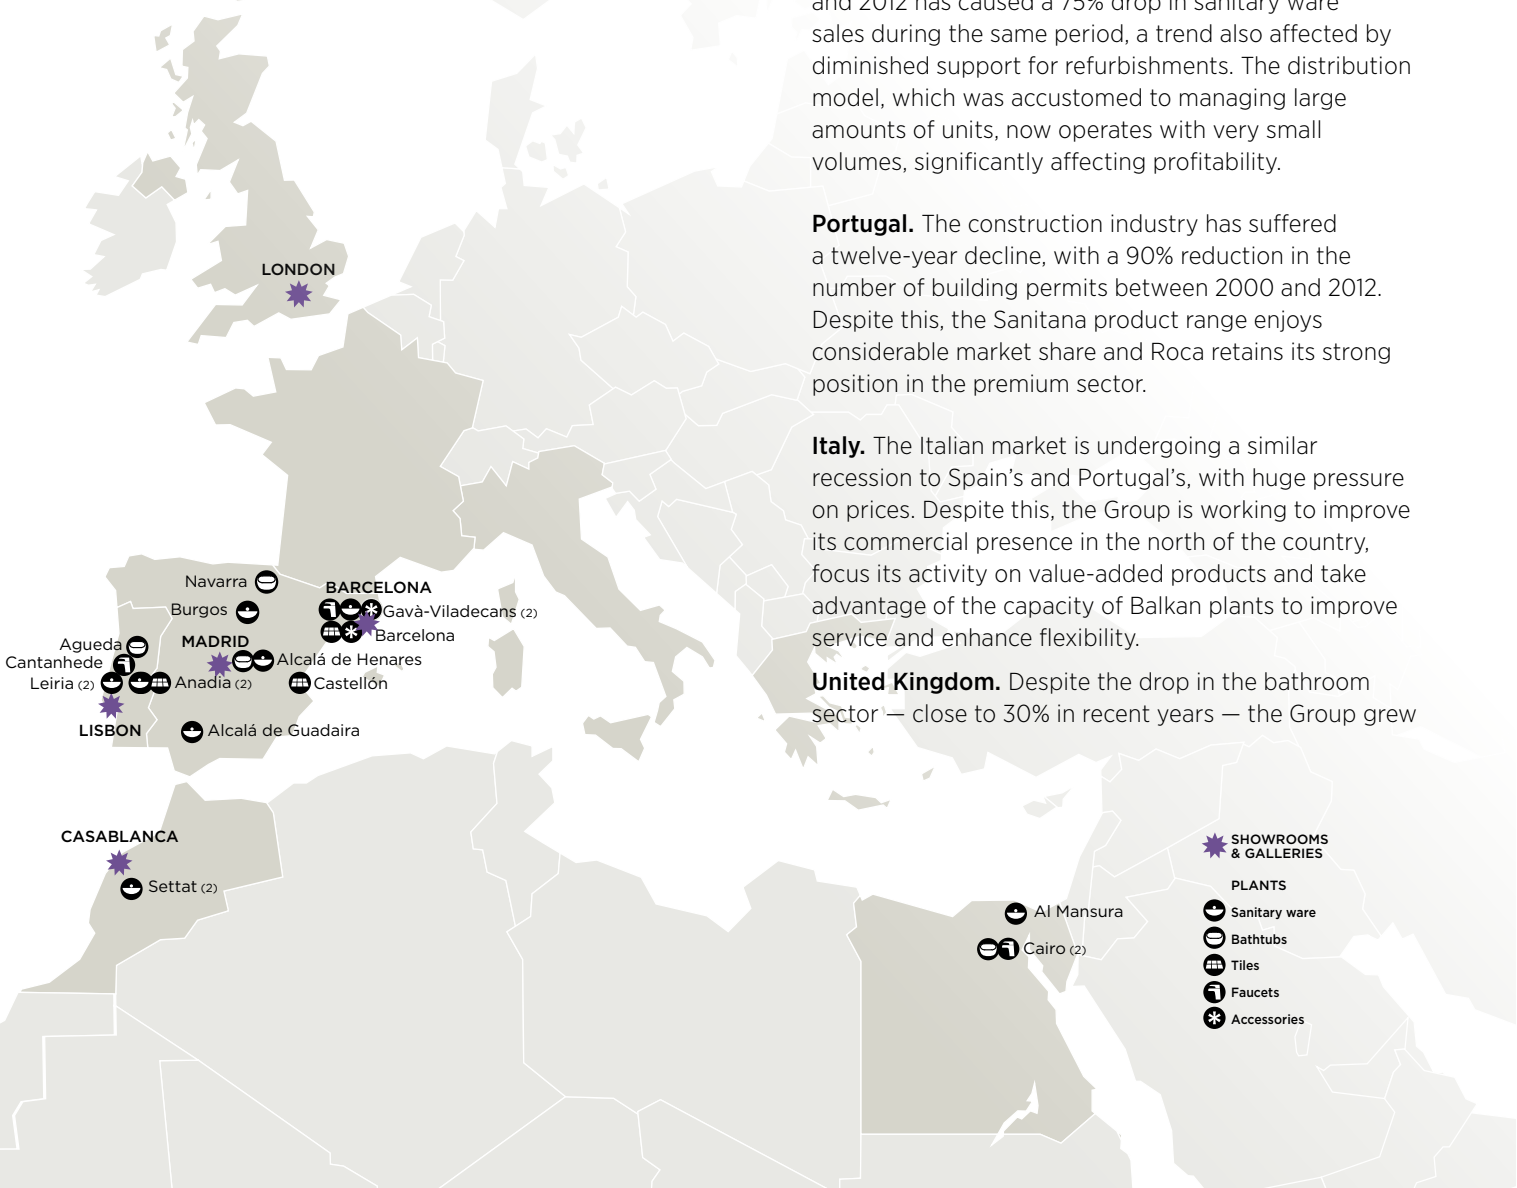 and 2012 has caused a 75% drop in sanitary ware
sales during the same period, a trend also affected by
diminished support for refurbishments. The distribution
model, which was accustomed to managing large
amounts of units, now operates with very small
volumes, significantly affecting profitability.
Portugal. The construction industry has suffered
a twelve-year decline, with a 90% reduction in the
number of building permits between 2000 and 2012.
Despite this, the Sanitana product range enjoys
considerable market share and Roca retains its strong
position in the premium sector.
Italy. The Italian market is undergoing a similar
recession to Spain’s and Portugal’s, with huge pressure
on prices. Despite this, the Group is working to improve
its commercial presence in the north of the country,
focus its activity on value-added products and take
advantage of the capacity of Balkan plants to improve
service and enhance flexibility.
United Kingdom. Despite the drop in the bathroom
sector — close to 30% in recent years — the Group grew
LONDON
Navarra
BARCELONA
Burgos
Gavà-Viladecans (2)
Barcelona
Agueda
MADRID
Cantanhede
Alcalá de Henares
Leiria (2)
Anadia (2)
Castellón
LISBON
Alcalá de Guadaira
CASABLANCA
Settat (2)
Al Mansura
Cairo (2)
SHOWROOMS
& GALLERIES
PLANTS
Sanitary ware
Bathtubs
Tiles
Faucets
Accessories